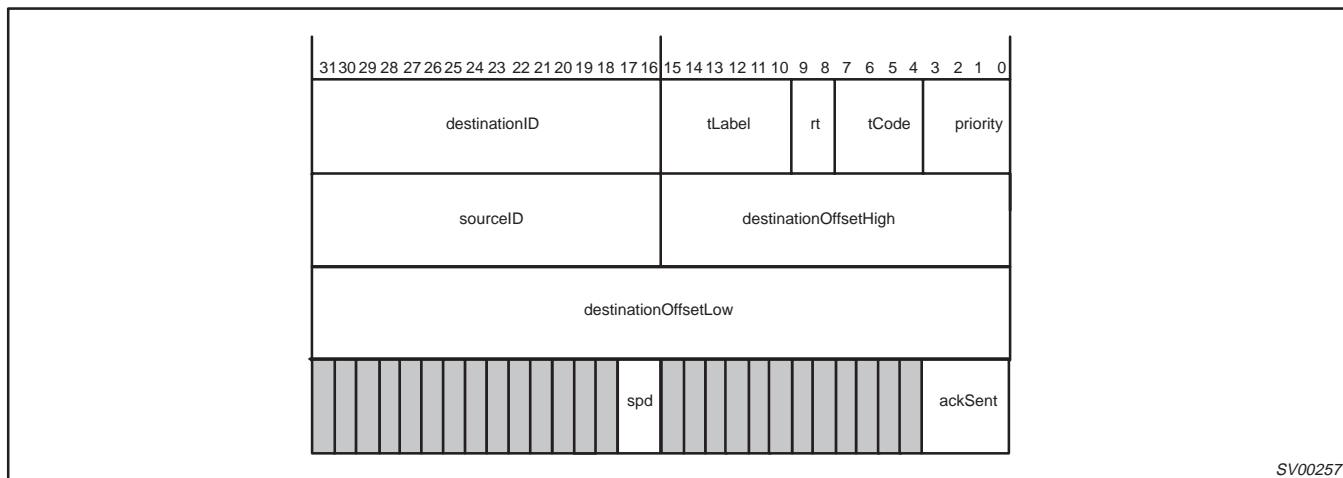 31 30 29 28 27 26 25 24 23 22 21 20 19 18 17 16 15 14 13 12 11 10 9 8 7 6 5 4 3 2 1 0
destinationID tLabel rt tCode priority
sourceID destinationOffsetHigh
destinationOffsetLow
spd ackSent
SV00257